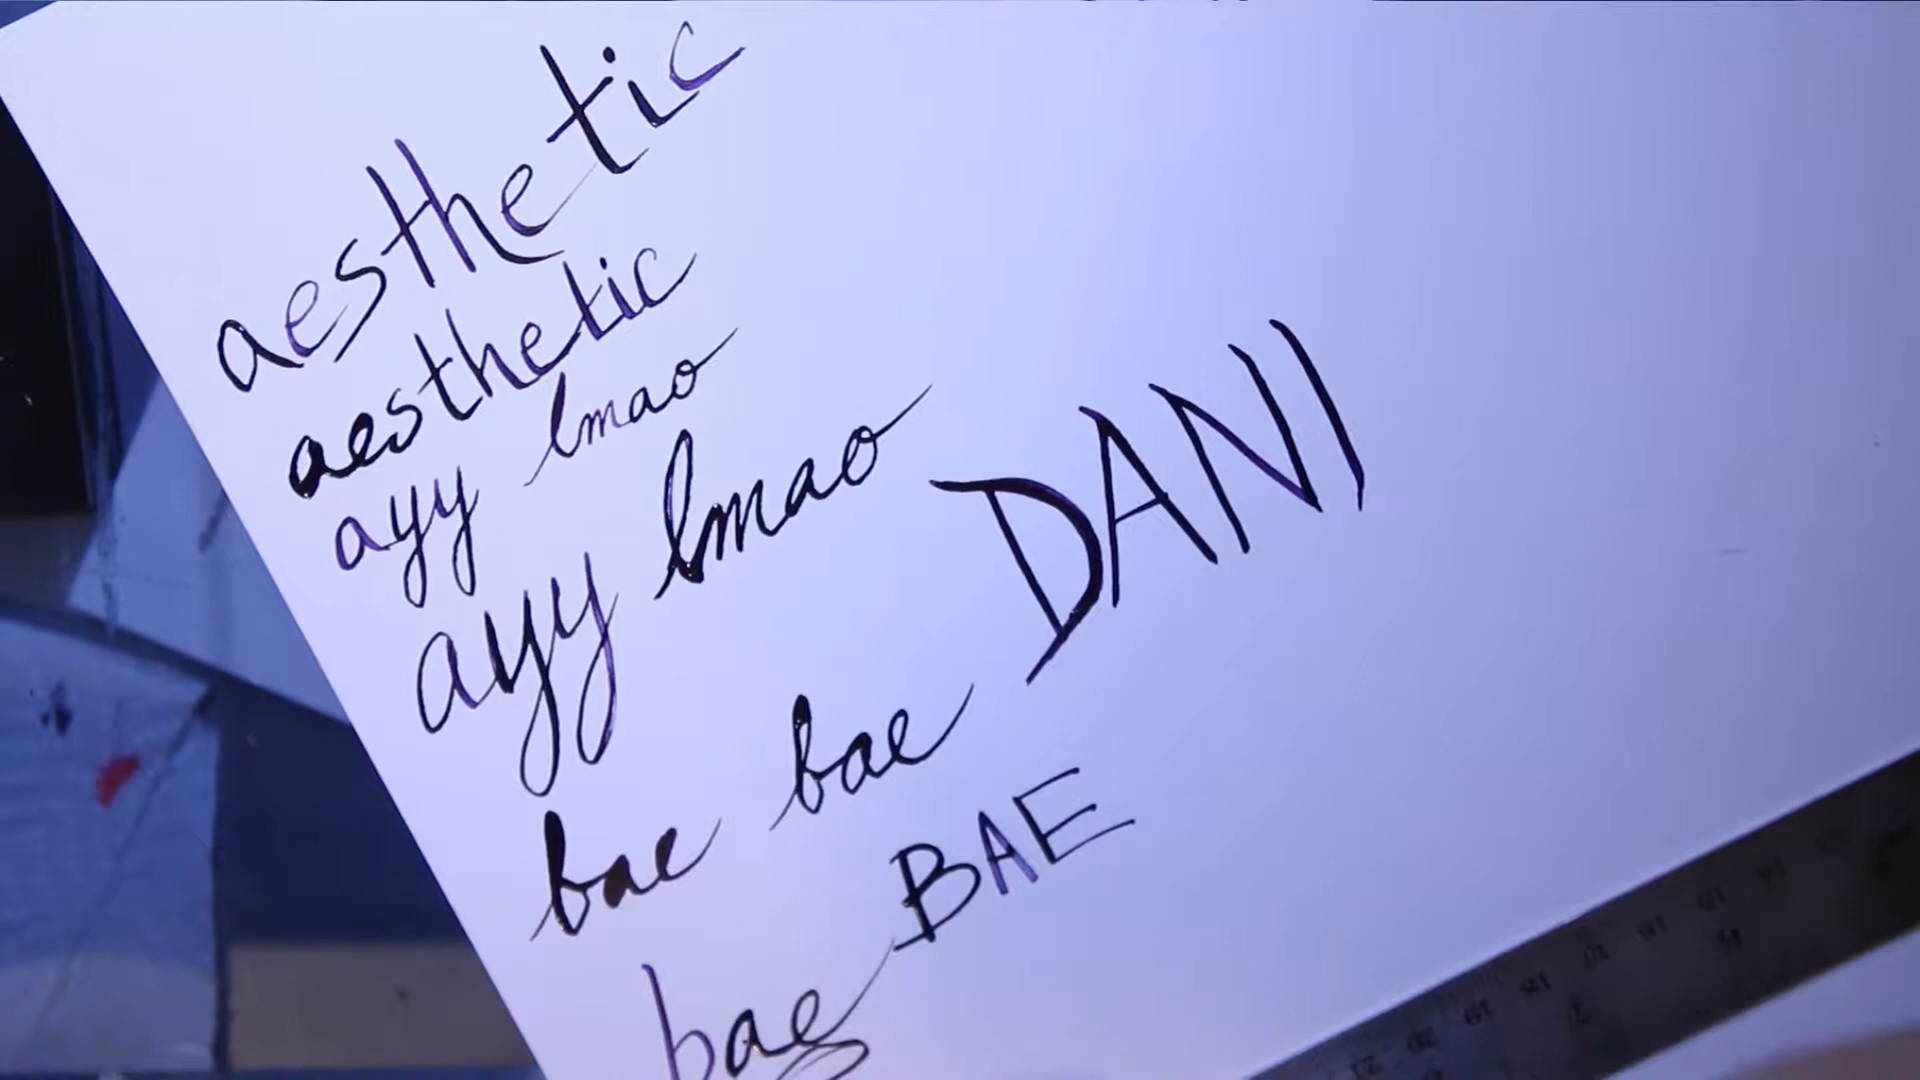 aesthetic
aesthetic
ayy lmao
ayy lmao
DANI
bae bae
BAE
bae